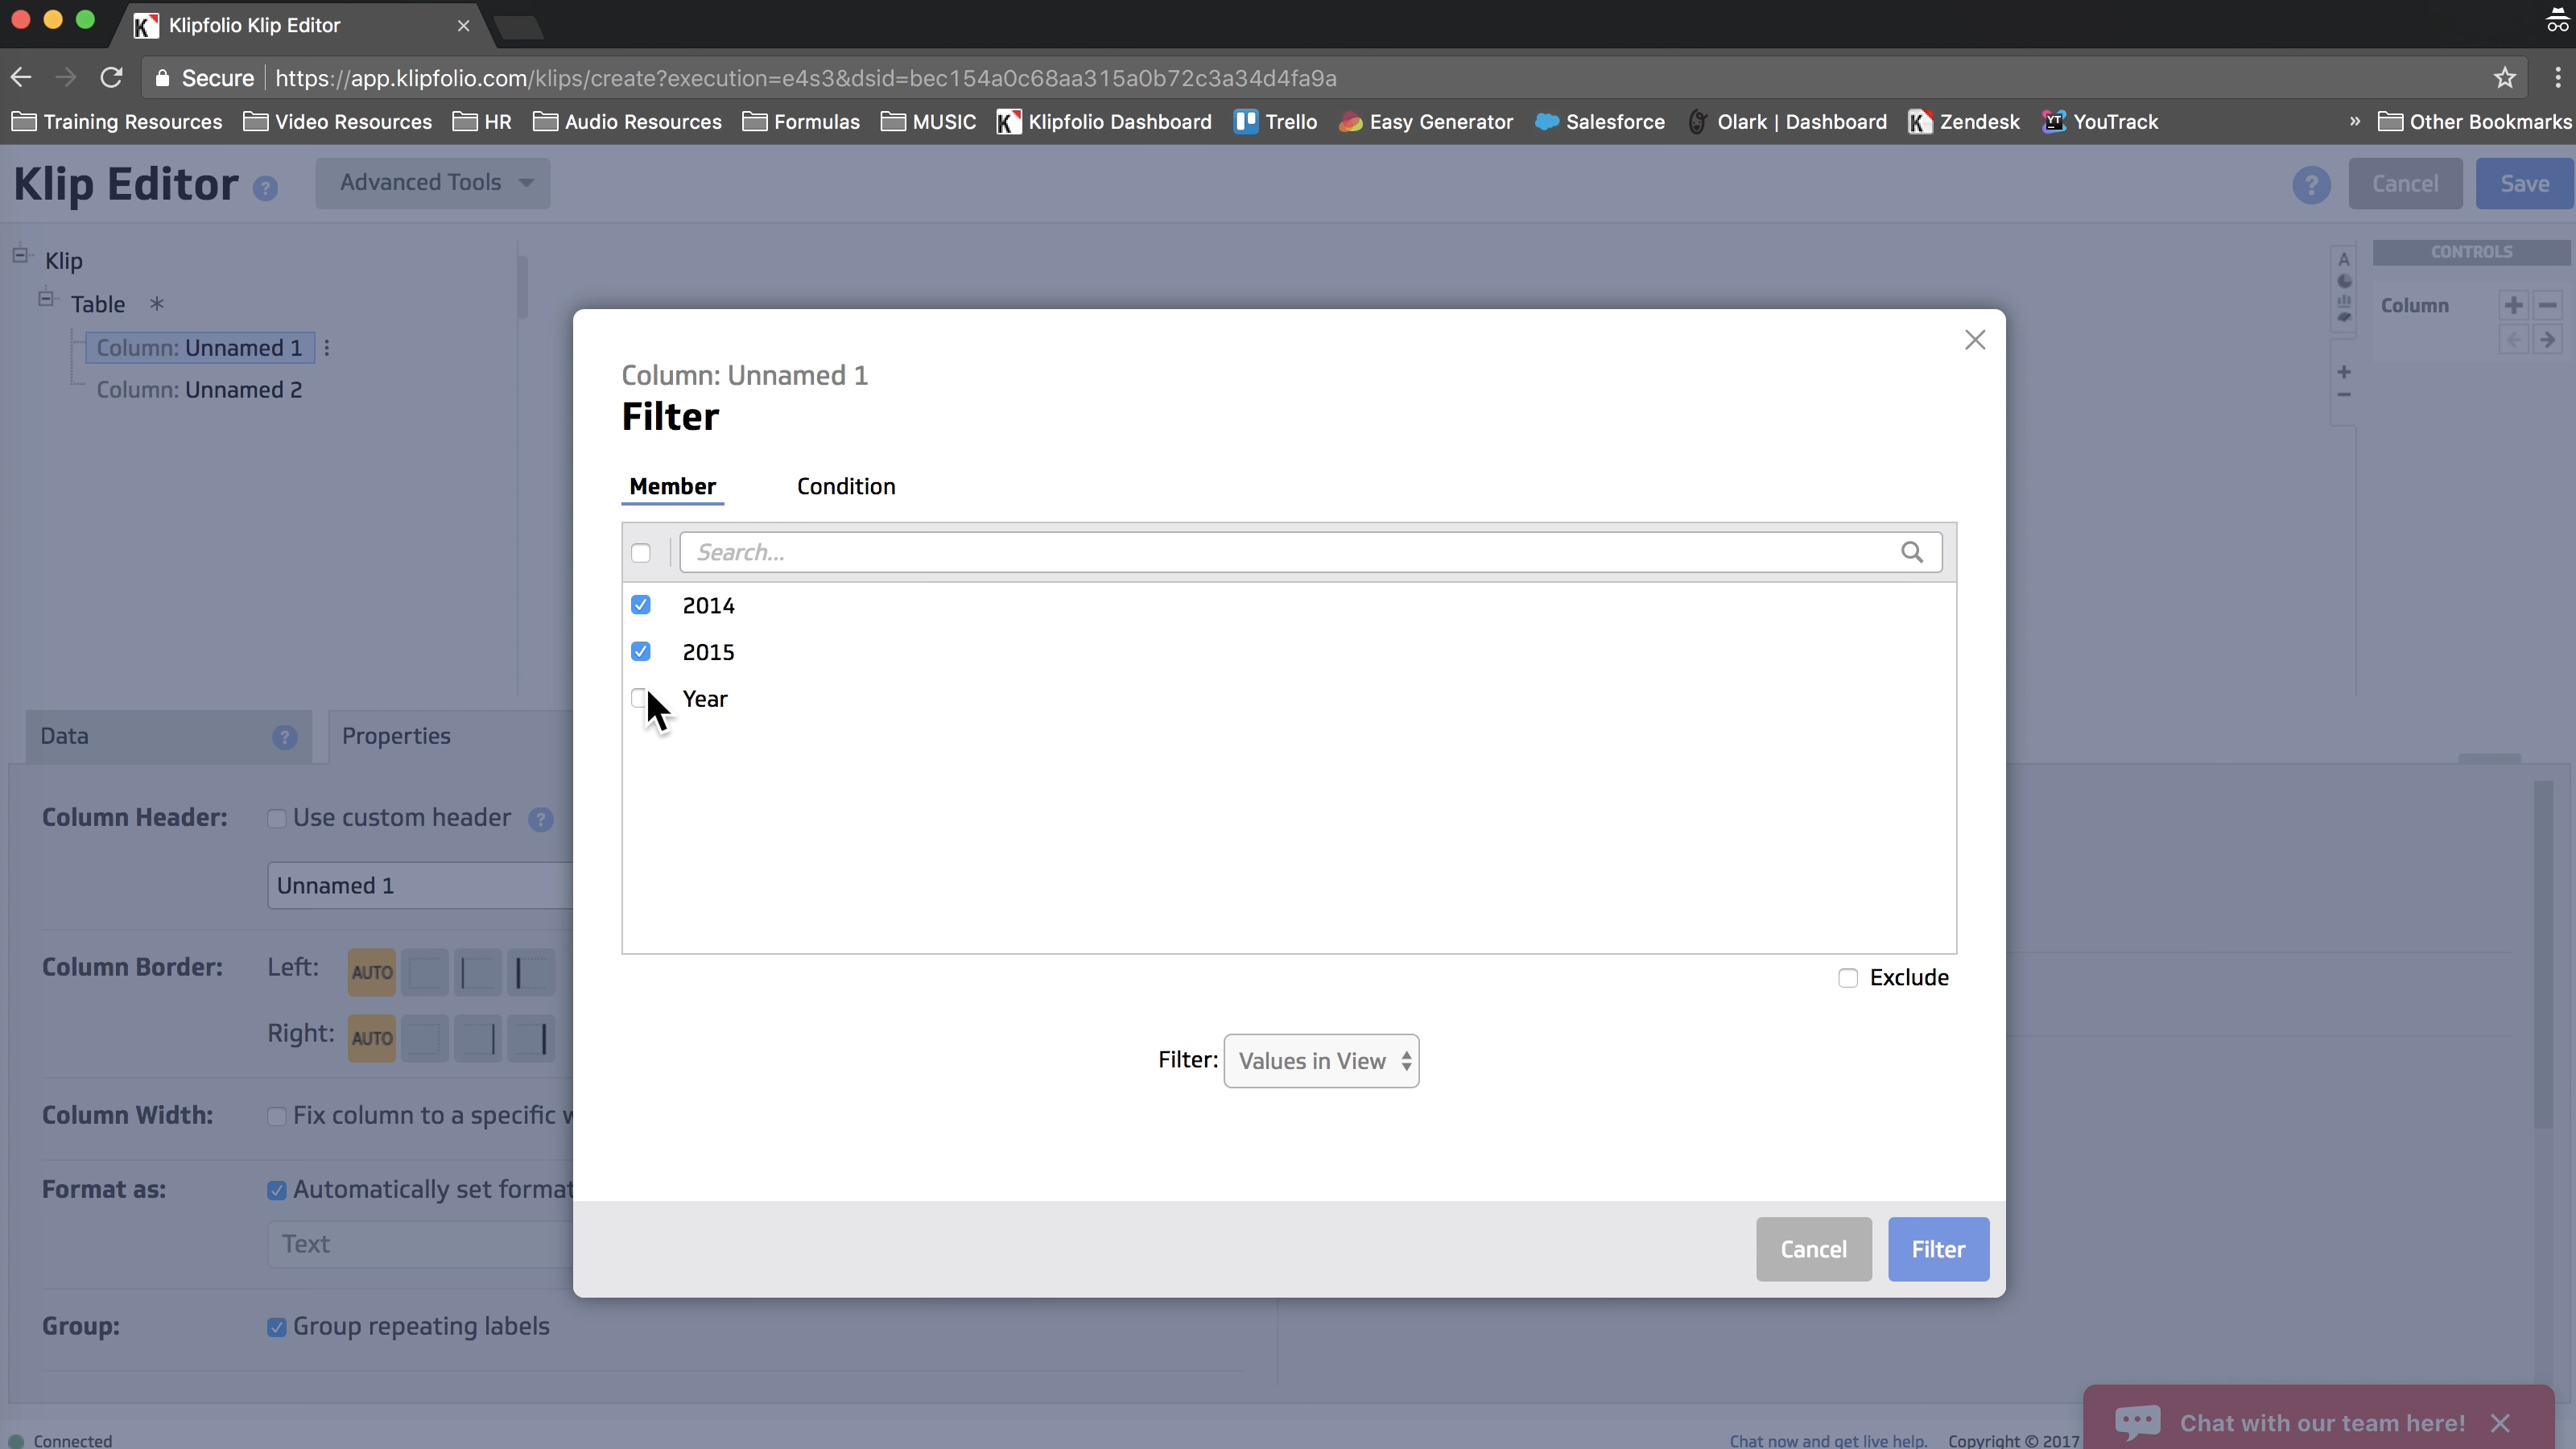 Klipfolio Klip Editor
Secure https://app.klipfolio.com/klips/create?execution=e4s3&dsid=bec154a0c68aa315a0b72c3a34d4fa9a
Training Resources Video Resources HR Audio Resources Formulas MUSIC Klipfolio Dashboard Trello Easy Generator Salesforce Olark | Dashboard Zendesk YouTrack » Other Bookmarks
Klip Editor ? Advanced Tools ? Cancel Save
Klip
Table *
Column: Unnamed 1
Column: Unnamed 2
CONTROLS
Column
Column: Unnamed 1
Filter
Member Condition
Search...
2014
2015
Year
Exclude
Filter: Values in View
Cancel Filter
Data ? Properties
Column Header: Use custom header ?
Unnamed 1
Column Border: Left: AUTO
Right: AUTO
Column Width: Fix column to a specific w
Format as: Automatically set format
Text
Group: Group repeating labels
Connected
Chat now and get live help. Copyright © 2017
Chat with our team here!